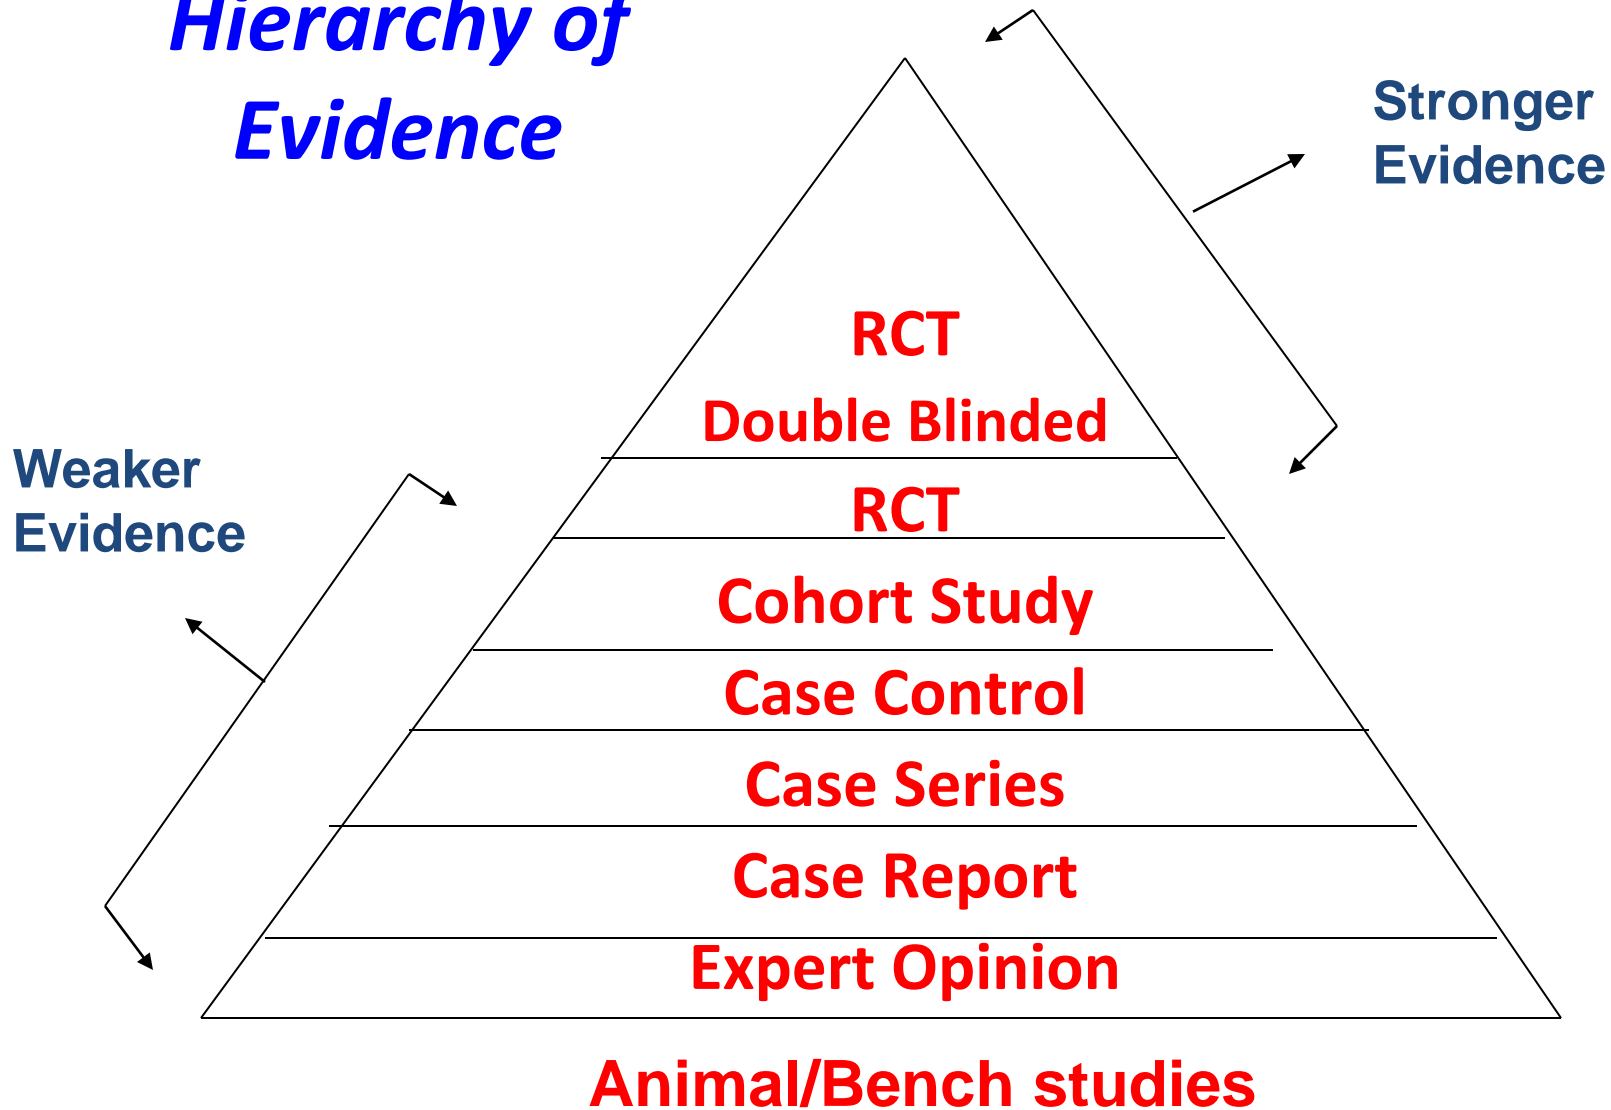 Hierarchy of
Evidence
Stronger
Evidence
RCT
Double Blinded
Weaker
Evidence
RCT
Cohort Study
Case Control
Case Series
Case Report
Expert Opinion
Animal/Bench studies